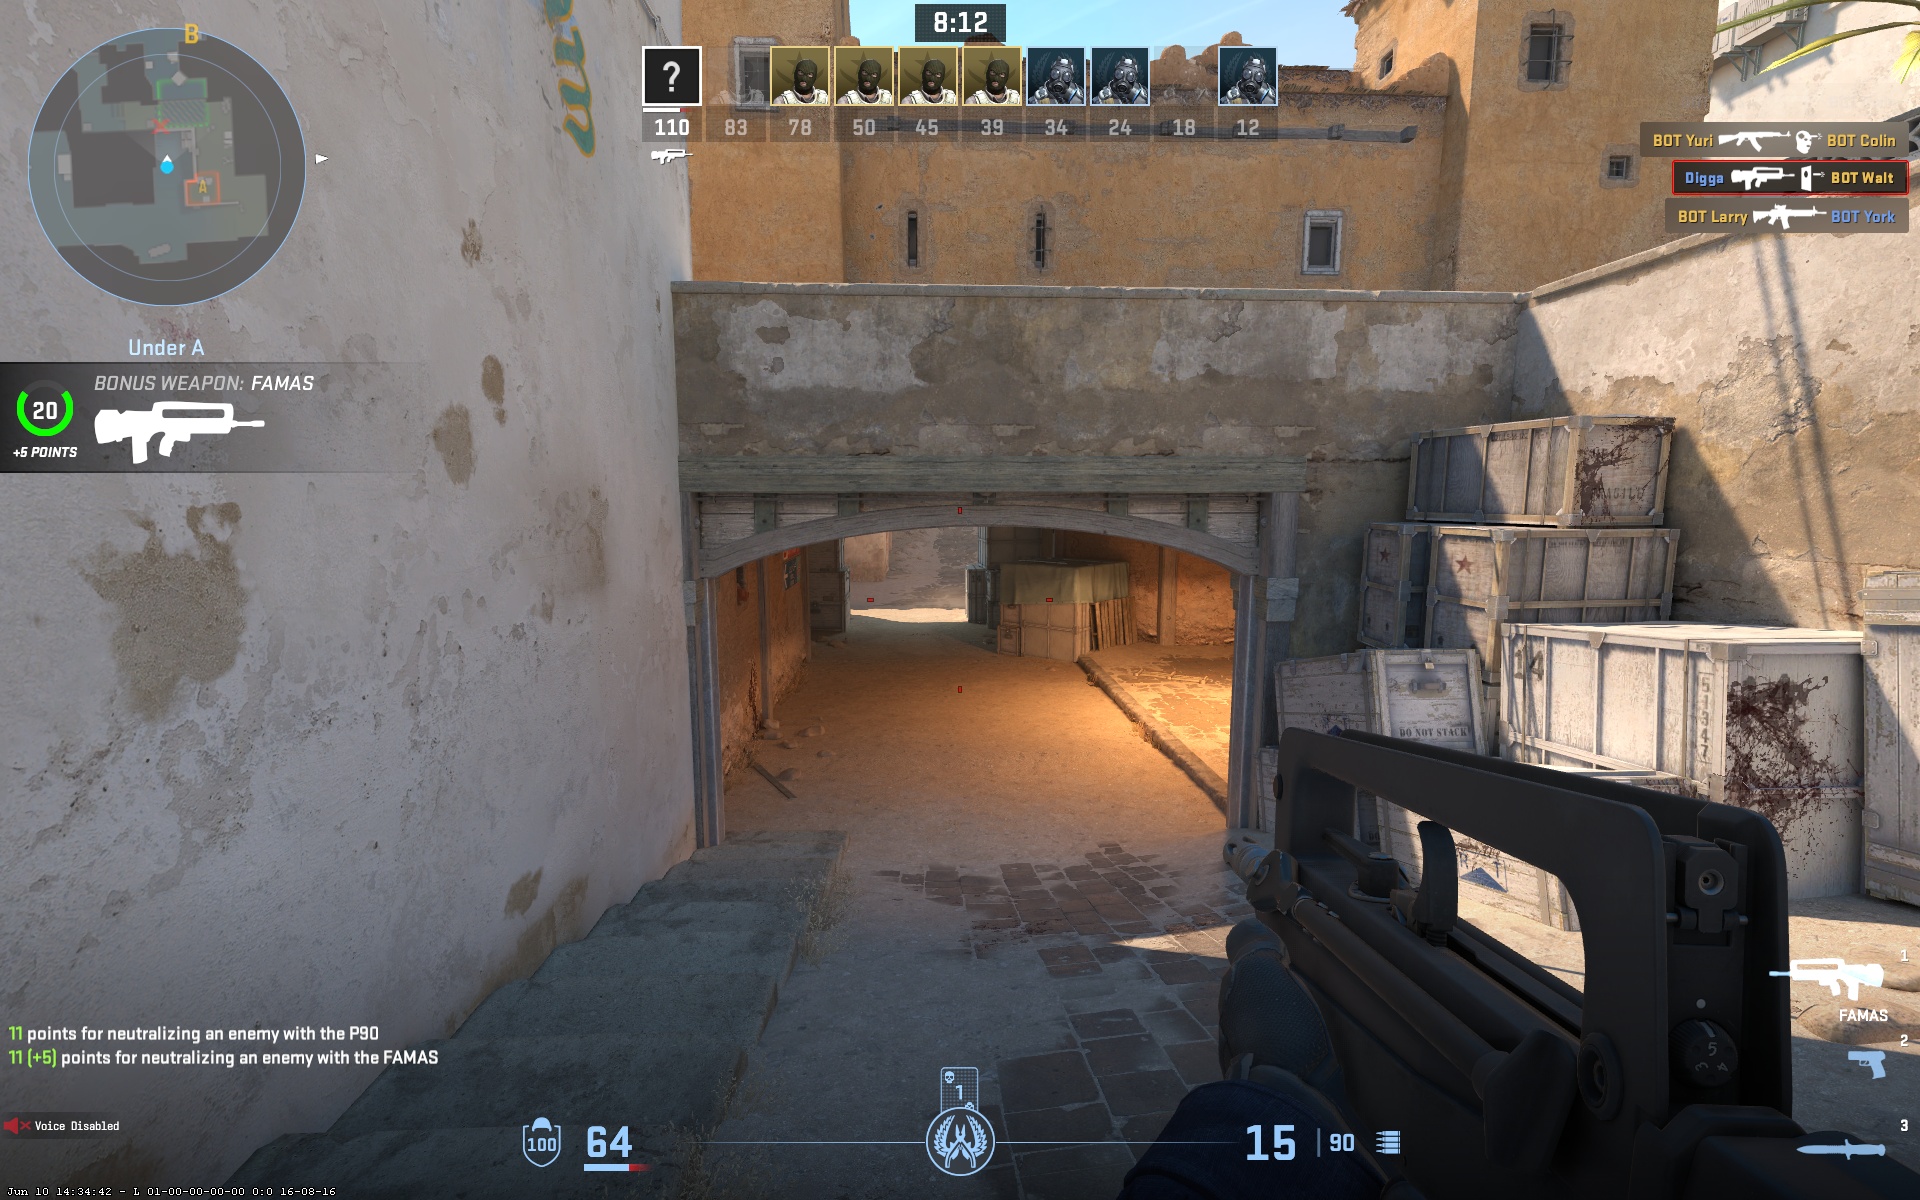 B
8:12
?
110 83 78 50 45 39 34 24 18 12
BOT Yuri BOT Colin
Digga BOT Walt
BOT Larry BOT York
A
Under A
BONUS WEAPON: FAMAS
20
+5 POINTS
14
DO NOT STACK
1
FAMAS
2
3
5
11 points for neutralizing an enemy with the P90
11 (+5) points for neutralizing an enemy with the FAMAS
Voice Disabled
1
100 64
15 | 90
Jun 10 14:34:42 - L 01-00-00-00-00 0:0 16-08-16